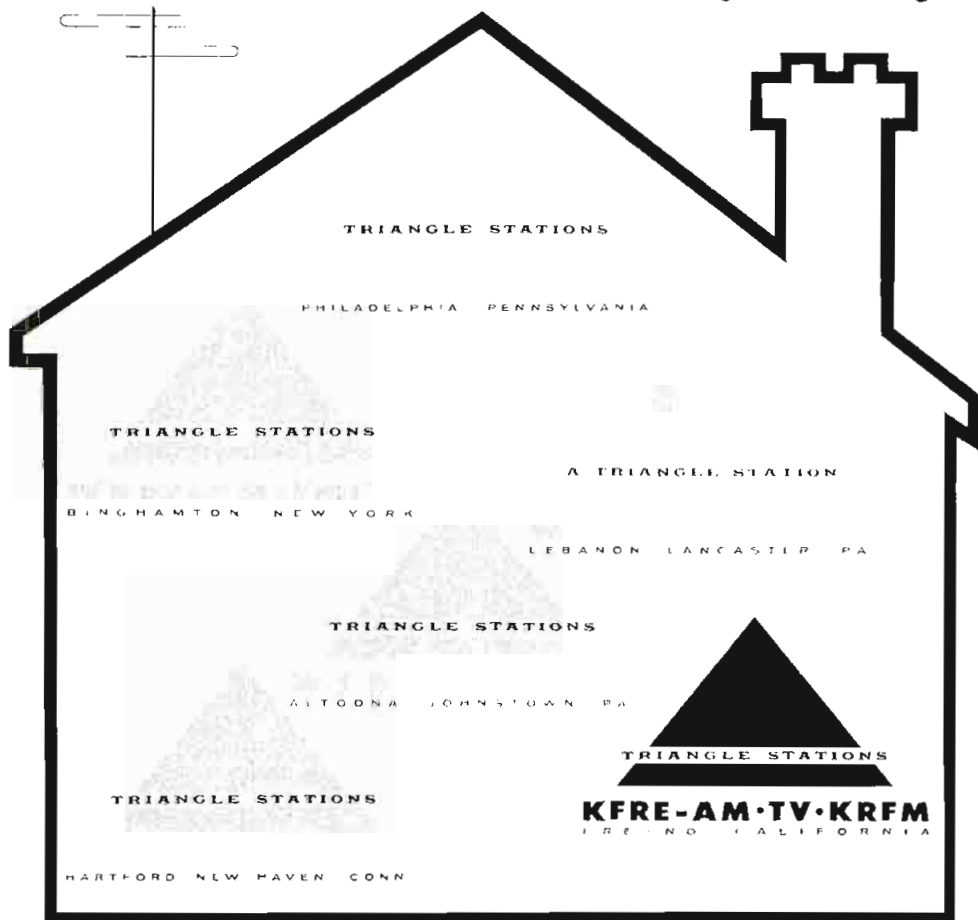 TRIANGLE STATIONS
PHILADELPHIA PENNSYLVANIA
TRIANGLE STATIONS
BINGHAMTON NEW YORK
A TRIANGLE STATION
LEBANON LANCASTER PA
TRIANGLE STATIONS
ALTOONA JOHNSTOWN PA
TRIANGLE STATIONS
KFRE-AM•TV•KRFM
FRESNO CALIFORNIA
TRIANGLE STATIONS
HARTFORD NEW HAVEN CONN